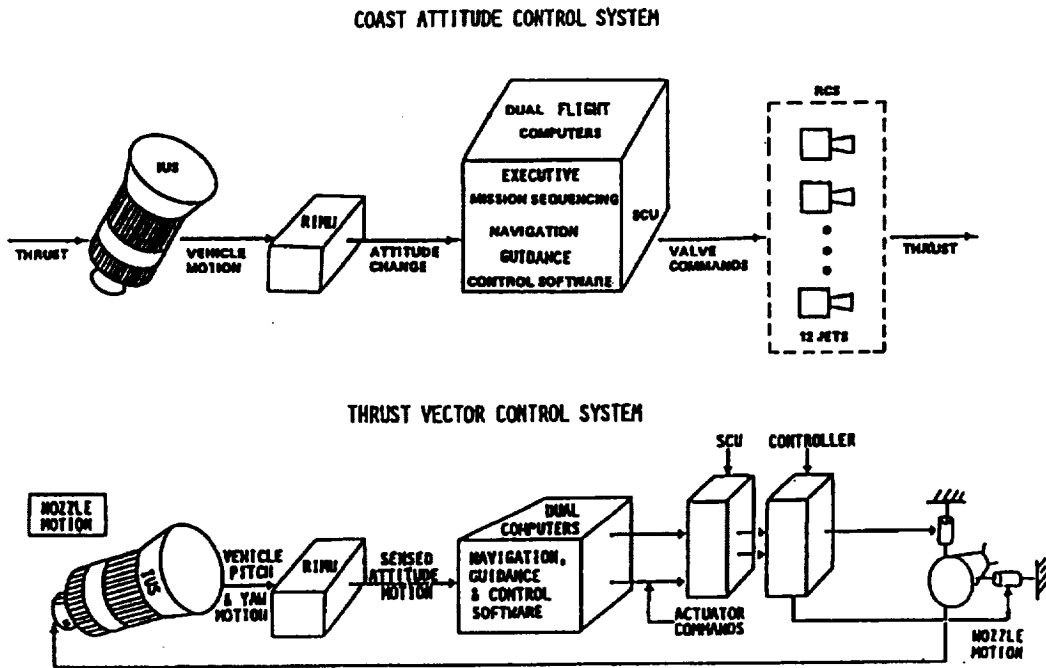 COAST ATTITUDE CONTROL SYSTEM
IUS
THRUST
VEHICLE
MOTION
RIMU
ATTITUDE
CHANGE
DUAL FLIGHT
COMPUTERS
EXECUTIVE
MISSION SEQUENCING
NAVIGATION
GUIDANCE
CONTROL SOFTWARE
SCU
VALVE
COMMANDS
RCS
12 JETS
THRUST
THRUST VECTOR CONTROL SYSTEM
NOZZLE
MOTION
IUS
VEHICLE
PITCH
& YAW
MOTION
RIMU
SENSED
ATTITUDE
MOTION
DUAL
COMPUTERS
NAVIGATION,
GUIDANCE
& CONTROL
SOFTWARE
ACTUATOR
COMMANDS
SCU
CONTROLLER
NOZZLE
MOTION